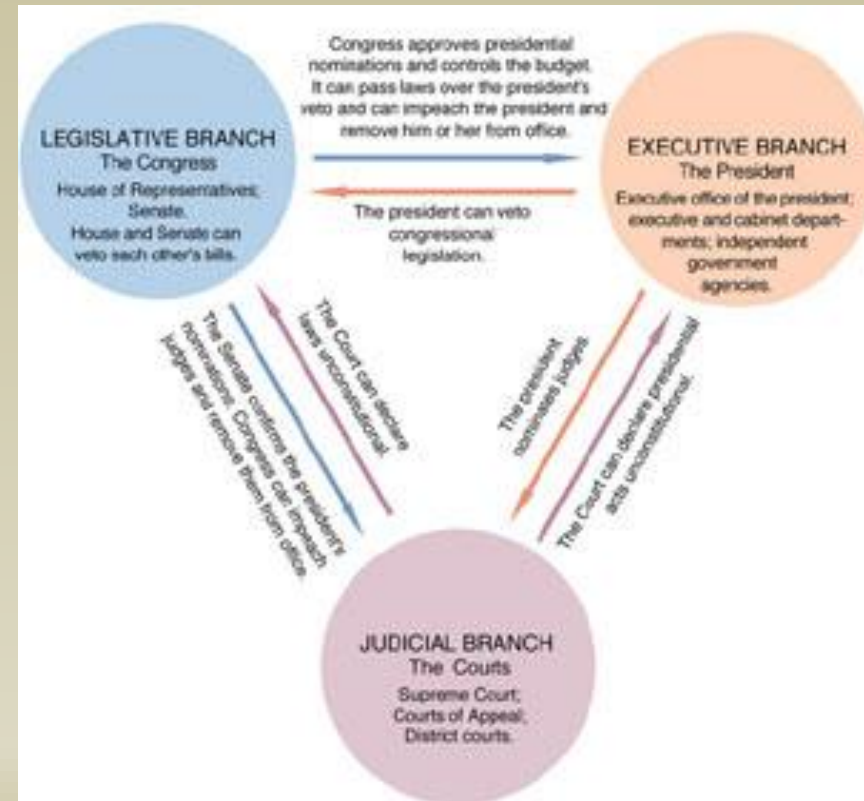 Congress approves presidential
nominations and controls the budget.
It can pass laws over the president's
veto and can impeach the president and
remove him or her from office.
LEGISLATIVE BRANCH
The Congress
House of Representatives;
Senate.
House and Senate can
veto each other's bills.
EXECUTIVE BRANCH
The President
Executive office of the president;
executive and cabinet depart-
ments; independent
government
agencies.
The president can veto
congressional
legislation.
The Senate confirms the president's
nominations. Congress can impeach
judges and remove them from office.
The Court can declare
laws unconstitutional.
The president
nominates judges.
The Court can declare presidential
acts unconstitutional.
JUDICIAL BRANCH
The Courts
Supreme Court;
Courts of Appeal;
District courts.